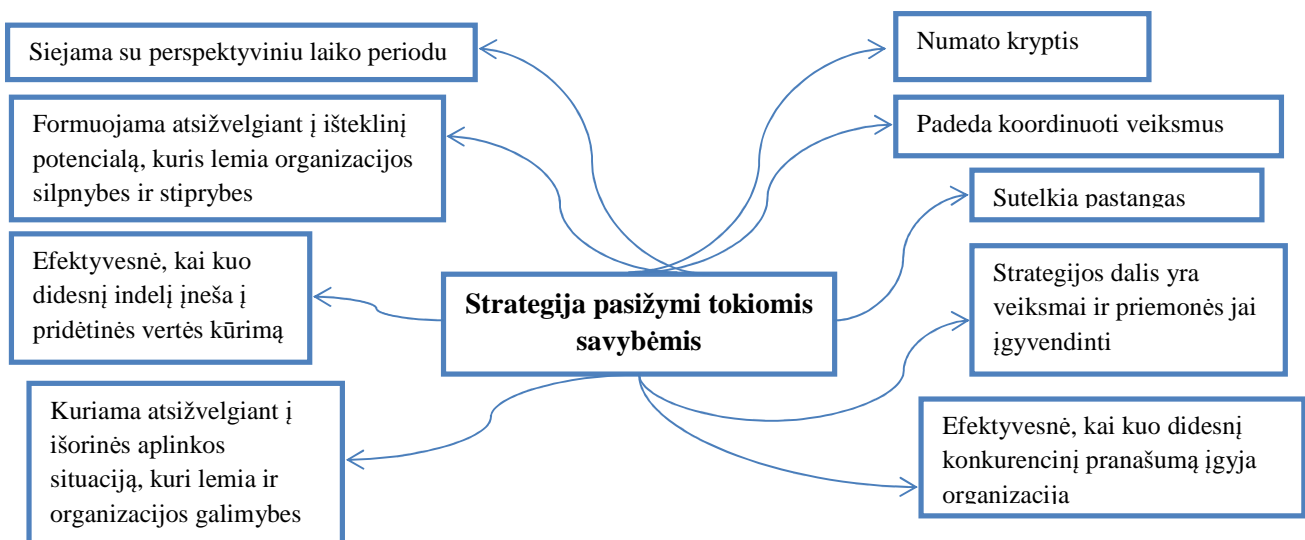 Siejama su perspektyviniu laiko periodu
Formuojama atsižvelgiant į išteklinį
potencialą, kuris lemia organizacijos
silpnybes ir stiprybes
Efektyvesnė, kai kuo
didesnį indelį įneša į
pridėtinės vertės kūrimą
Kuriama atsižvelgiant į
išorinės aplinkos
situaciją, kuri lemia ir
organizacijos galimybes
Strategija pasižymi tokiomis
savybėmis
Numato kryptis
Padeda koordinuoti veiksmus
Sutelkia pastangas
Strategijos dalis yra
veiksmai ir priemonės jai
įgyvendinti
Efektyvesnė, kai kuo didesnį
konkurencinį pranašumą įgyja
organizacija